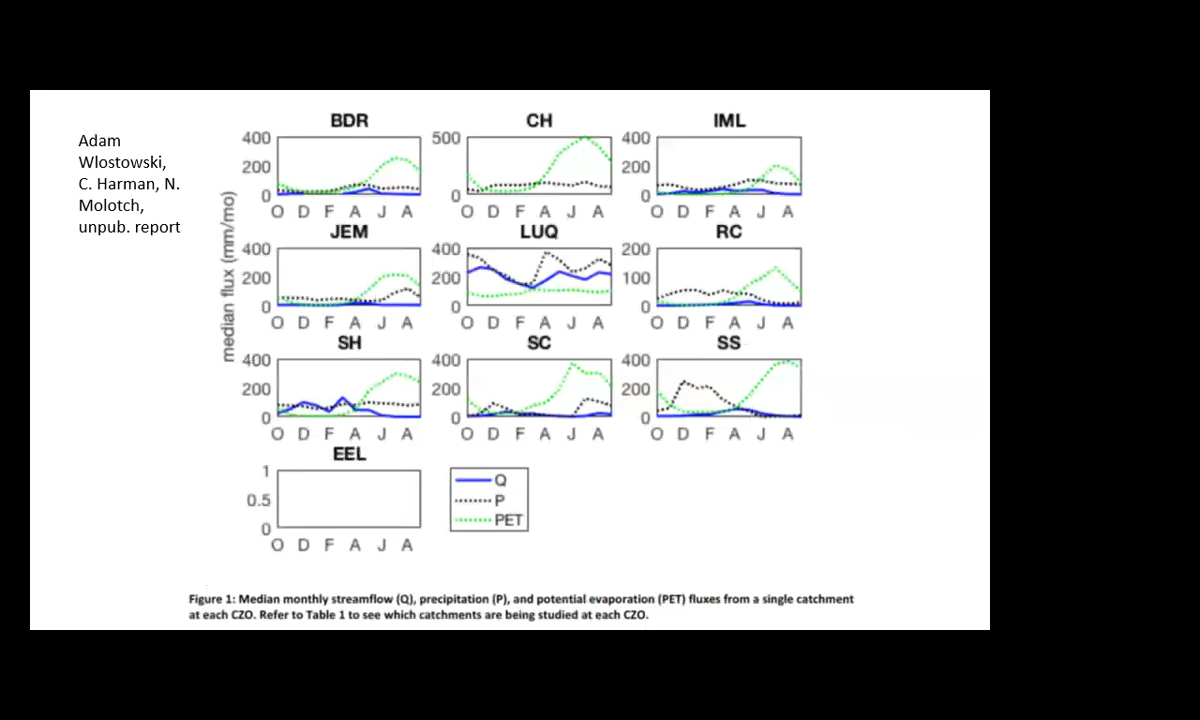 Adam
Wlostowski,
C. Harman, N.
Molotch,
unpub. report
median flux (mm/mo)
BDR
400
200
0
O D F A J A
CH
500
0
O D F A J A
IML
400
200
0
O D F A J A
JEM
400
200
0
O D F A J A
LUQ
400
200
0
O D F A J A
RC
200
100
0
O D F A J A
SH
400
200
0
O D F A J A
SC
400
200
0
O D F A J A
SS
400
200
0
O D F A J A
EEL
1
0.5
0
O D F A J A
Q
P
PET
Figure 1: Median monthly streamflow (Q), precipitation (P), and potential evaporation (PET) fluxes from a single catchment
at each CZO. Refer to Table 1 to see which catchments are being studied at each CZO.